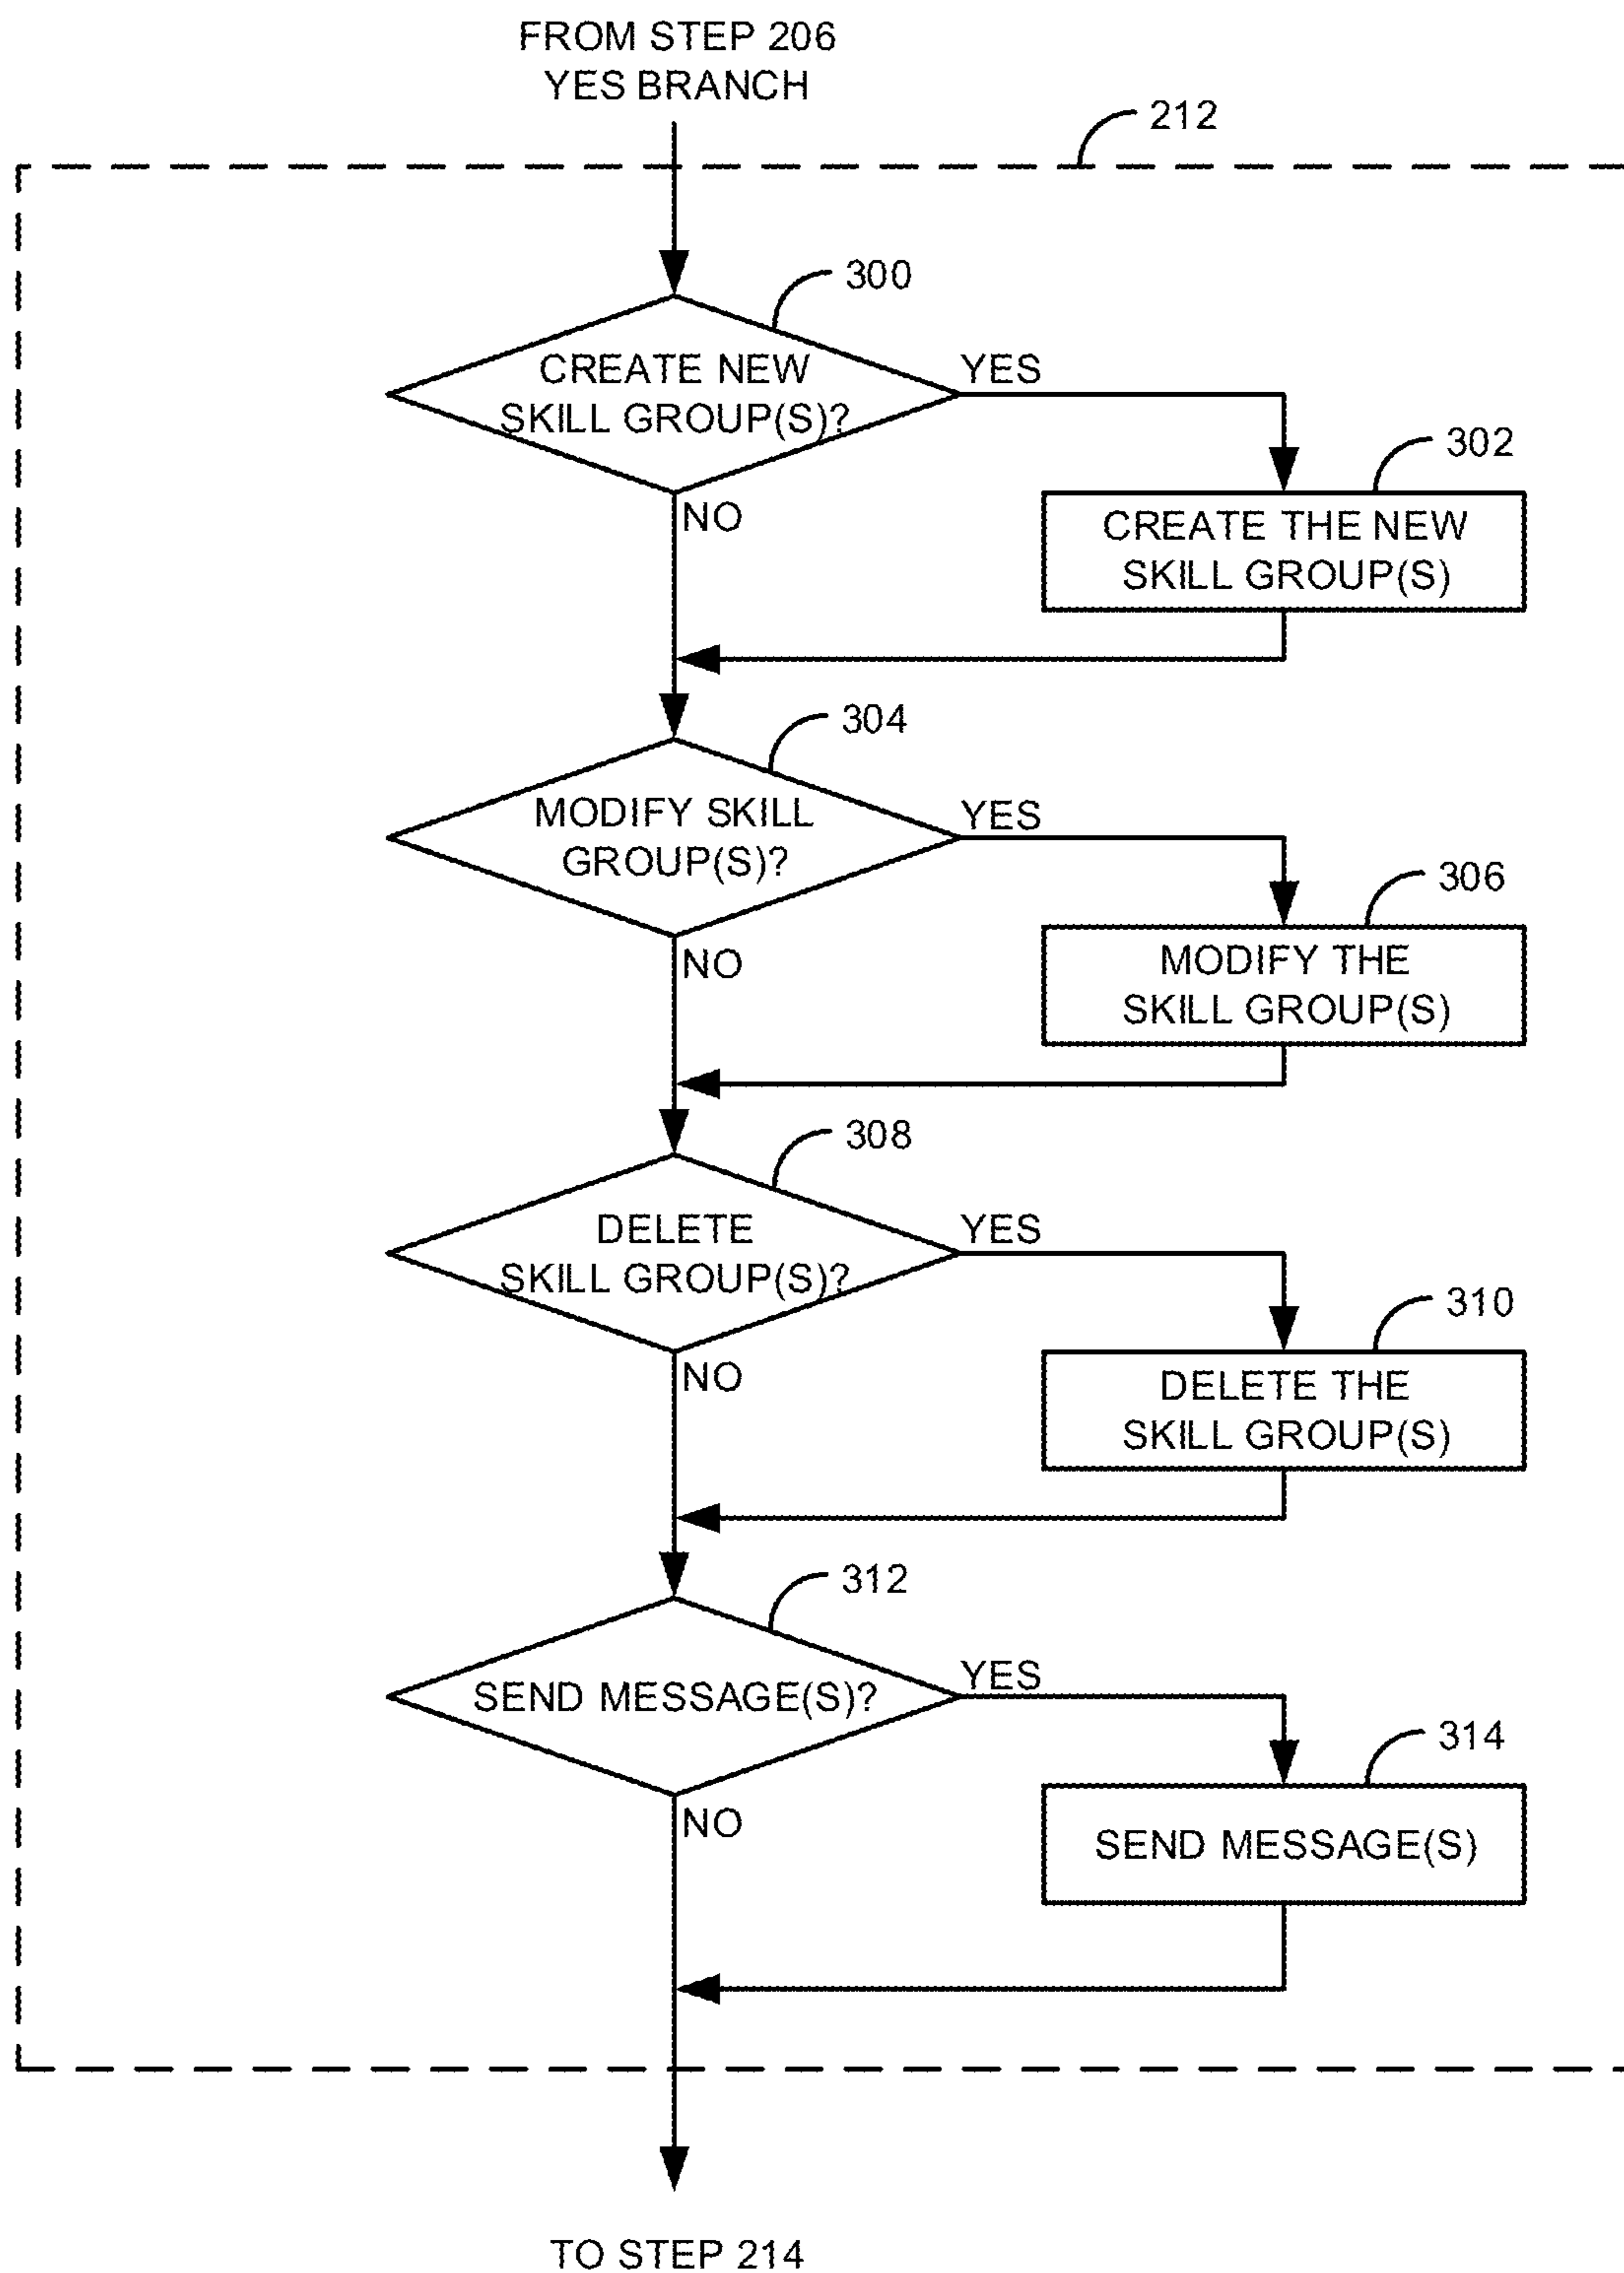 FROM STEP 206
YES BRANCH
212
300
CREATE NEW
SKILL GROUP(S)?
YES
302
CREATE THE NEW
SKILL GROUP(S)
NO
304
MODIFY SKILL
GROUP(S)?
YES
306
MODIFY THE
SKILL GROUP(S)
NO
308
DELETE
SKILL GROUP(S)?
YES
310
DELETE THE
SKILL GROUP(S)
NO
312
SEND MESSAGE(S)?
YES
314
SEND MESSAGE(S)
NO
TO STEP 214